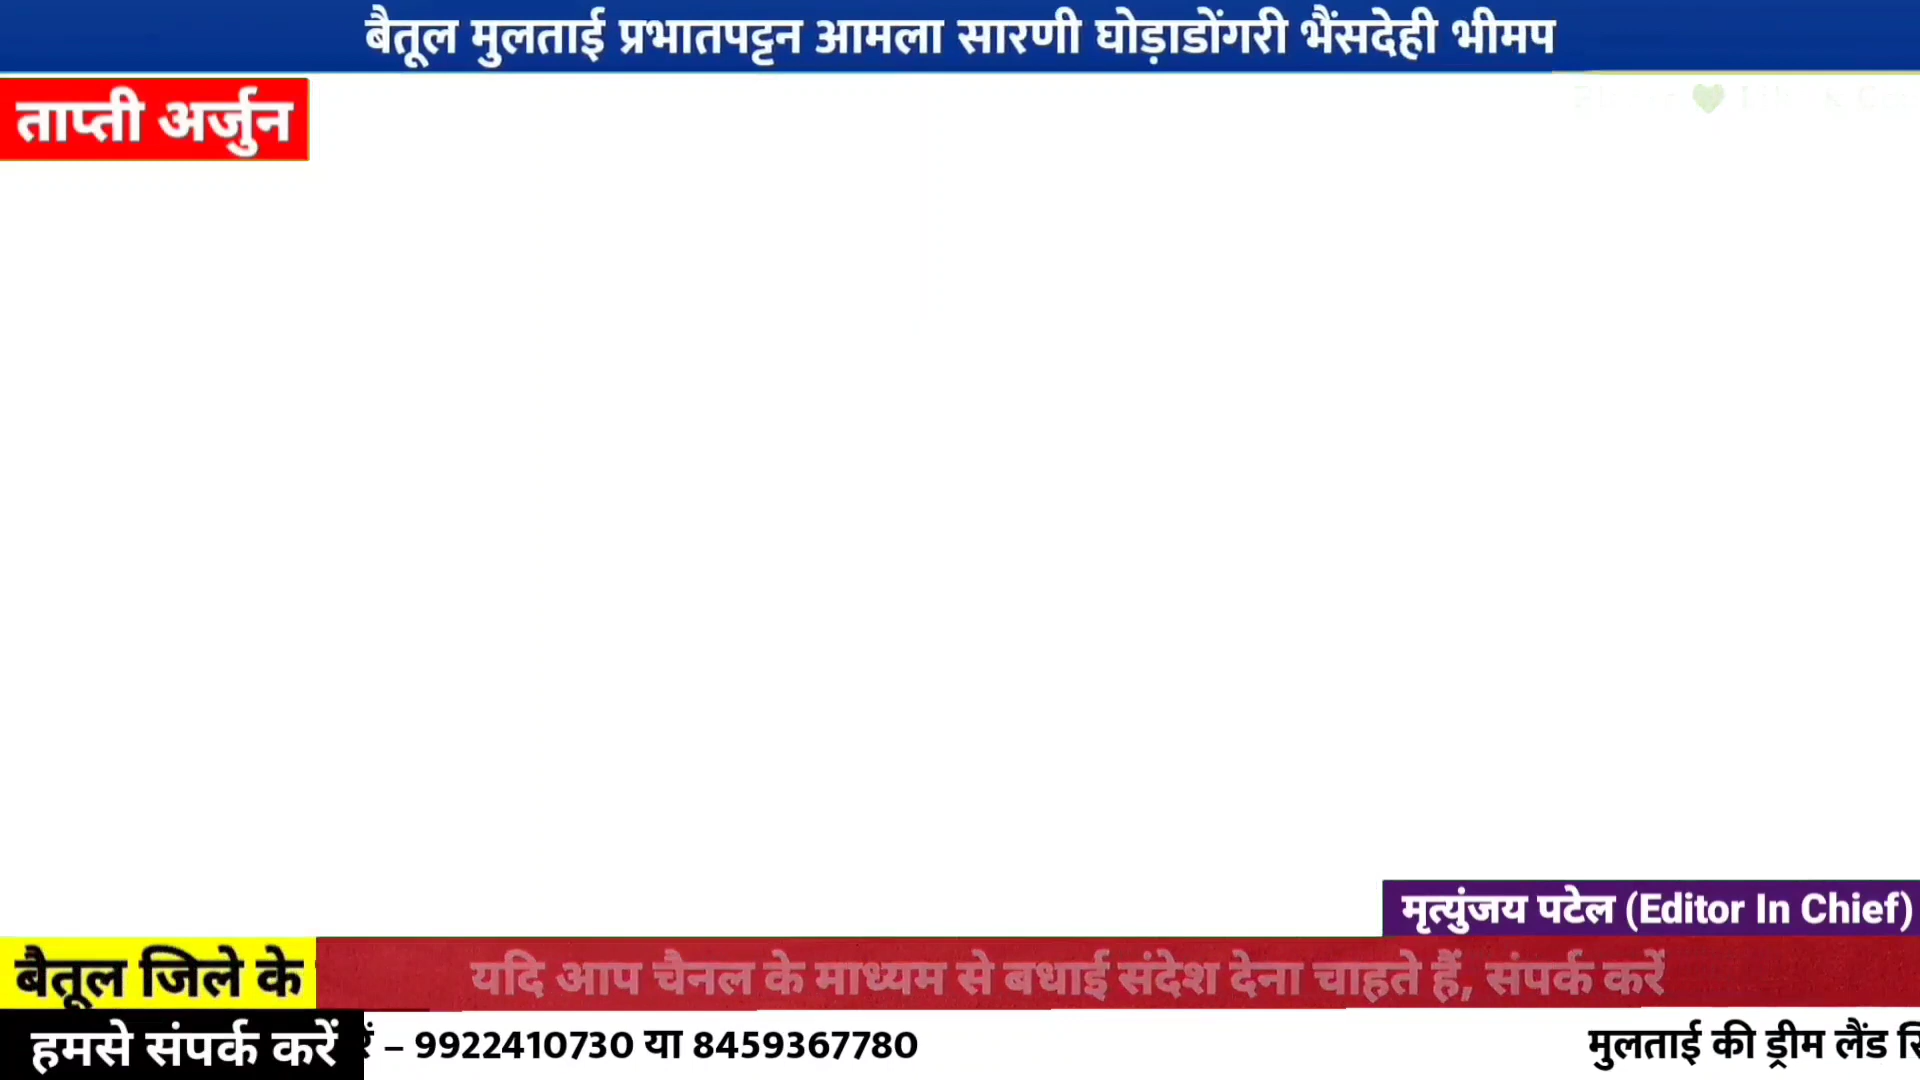 बैतूल मुलताई प्रभातपट्टन आमला सारणी घोड़ाडोंगरी भैंसदेही भीमप
ताप्ती अर्जुन
मृत्युंजय पटेल (Editor In Chief)
बैतूल जिले के
यदि आप चैनल के माध्यम से बधाई संदेश देना चाहते हैं, संपर्क करें
हमसे संपर्क करें
– 9922410730 या 8459367780
मुलताई की ड्रीम लैंड